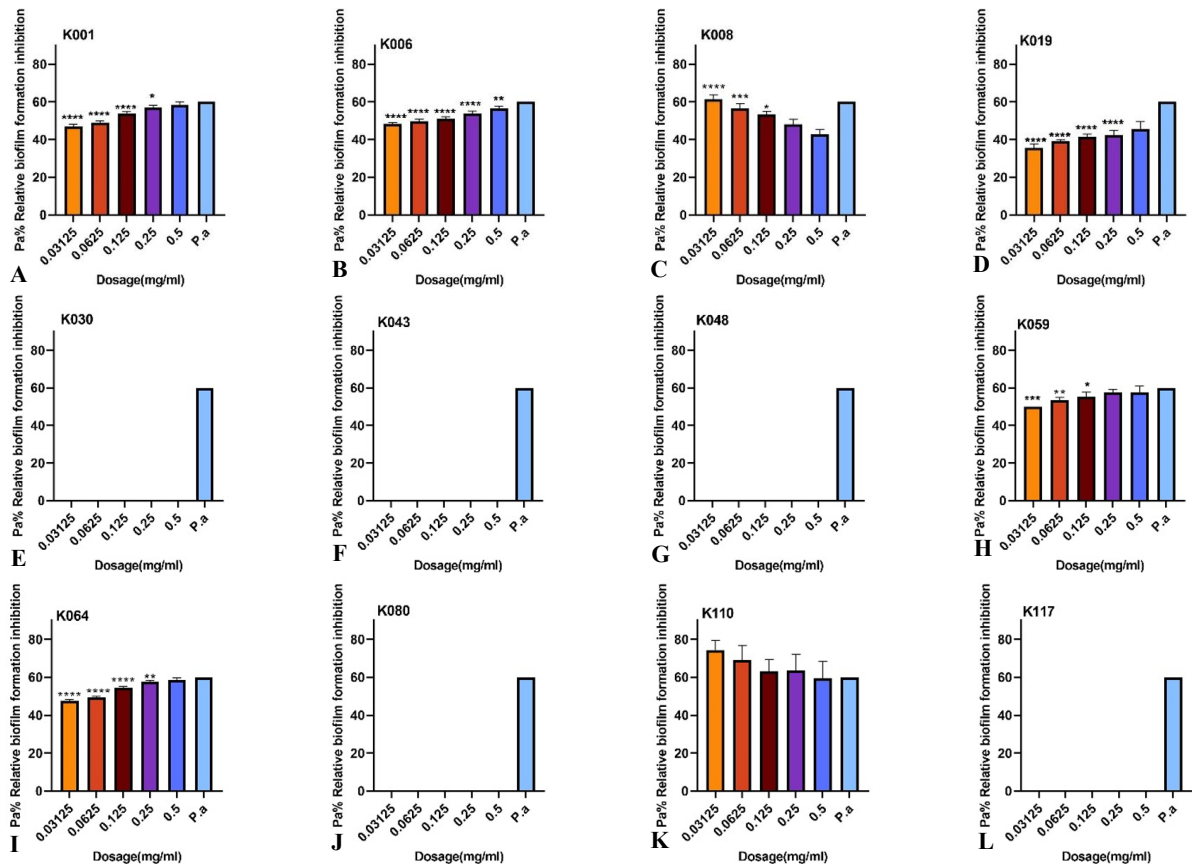 K001
Pa% Relative biofilm formation inhibition
80
60
40
20
0
**** **** **** *
0.03125 0.0625 0.125 0.25 0.5 P.a
Dosage(mg/ml)
A
K006
Pa% Relative biofilm formation inhibition
80
60
40
20
0
**** **** **** **** **
0.03125 0.0625 0.125 0.25 0.5 P.a
Dosage(mg/ml)
B
K008
Pa% Relative biofilm formation inhibition
80
60
40
20
0
**** *** *
0.03125 0.0625 0.125 0.25 0.5 P.a
Dosage(mg/ml)
C
K019
Pa% Relative biofilm formation inhibition
80
60
40
20
0
**** **** **** ****
0.03125 0.0625 0.125 0.25 0.5 P.a
Dosage(mg/ml)
D
K030
Pa% Relative biofilm formation inhibition
80
60
40
20
0
0.03125 0.0625 0.125 0.25 0.5 P.a
Dosage(mg/ml)
E
K043
Pa% Relative biofilm formation inhibition
80
60
40
20
0
0.03125 0.0625 0.125 0.25 0.5 P.a
Dosage(mg/ml)
F
K048
Pa% Relative biofilm formation inhibition
80
60
40
20
0
0.03125 0.0625 0.125 0.25 0.5 P.a
Dosage(mg/ml)
G
K059
Pa% Relative biofilm formation inhibition
80
60
40
20
0
*** ** *
0.03125 0.0625 0.125 0.25 0.5 P.a
Dosage(mg/ml)
H
K064
Pa% Relative biofilm formation inhibition
80
60
40
20
0
**** **** **** **
0.03125 0.0625 0.125 0.25 0.5 P.a
Dosage(mg/ml)
I
K080
Pa% Relative biofilm formation inhibition
80
60
40
20
0
0.03125 0.0625 0.125 0.25 0.5 P.a
Dosage(mg/ml)
J
K110
Pa% Relative biofilm formation inhibition
80
60
40
20
0
0.03125 0.0625 0.125 0.25 0.5 P.a
Dosage(mg/ml)
K
K117
Pa% Relative biofilm formation inhibition
80
60
40
20
0
0.03125 0.0625 0.125 0.25 0.5 P.a
Dosage(mg/ml)
L